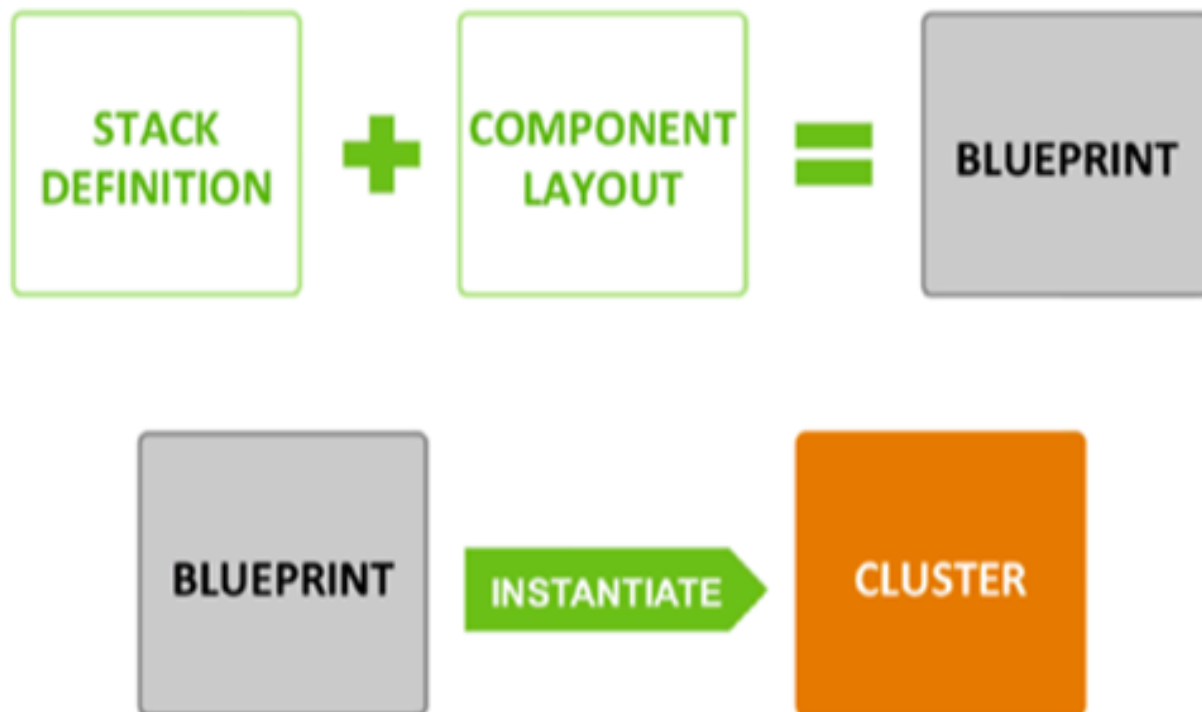 STACK
DEFINITION
COMPONENT
LAYOUT
BLUEPRINT
BLUEPRINT
INSTANTIATE
CLUSTER